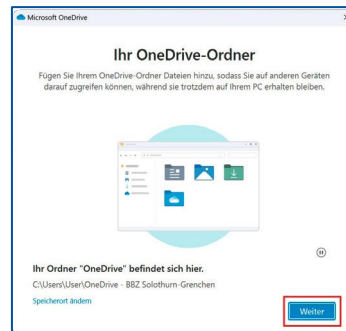 Microsoft OneDrive
Ihr OneDrive-Ordner
Fügen Sie Ihrem OneDrive-Ordner Dateien hinzu, sodass Sie auf anderen Geräten
darauf zugreifen können, während sie trotzdem auf Ihrem PC erhalten bleiben.
Ihr Ordner "OneDrive" befindet sich hier.
C:\Users\User\OneDrive - BBZ Solothurn-Grenchen
Speicherort ändern
Weiter